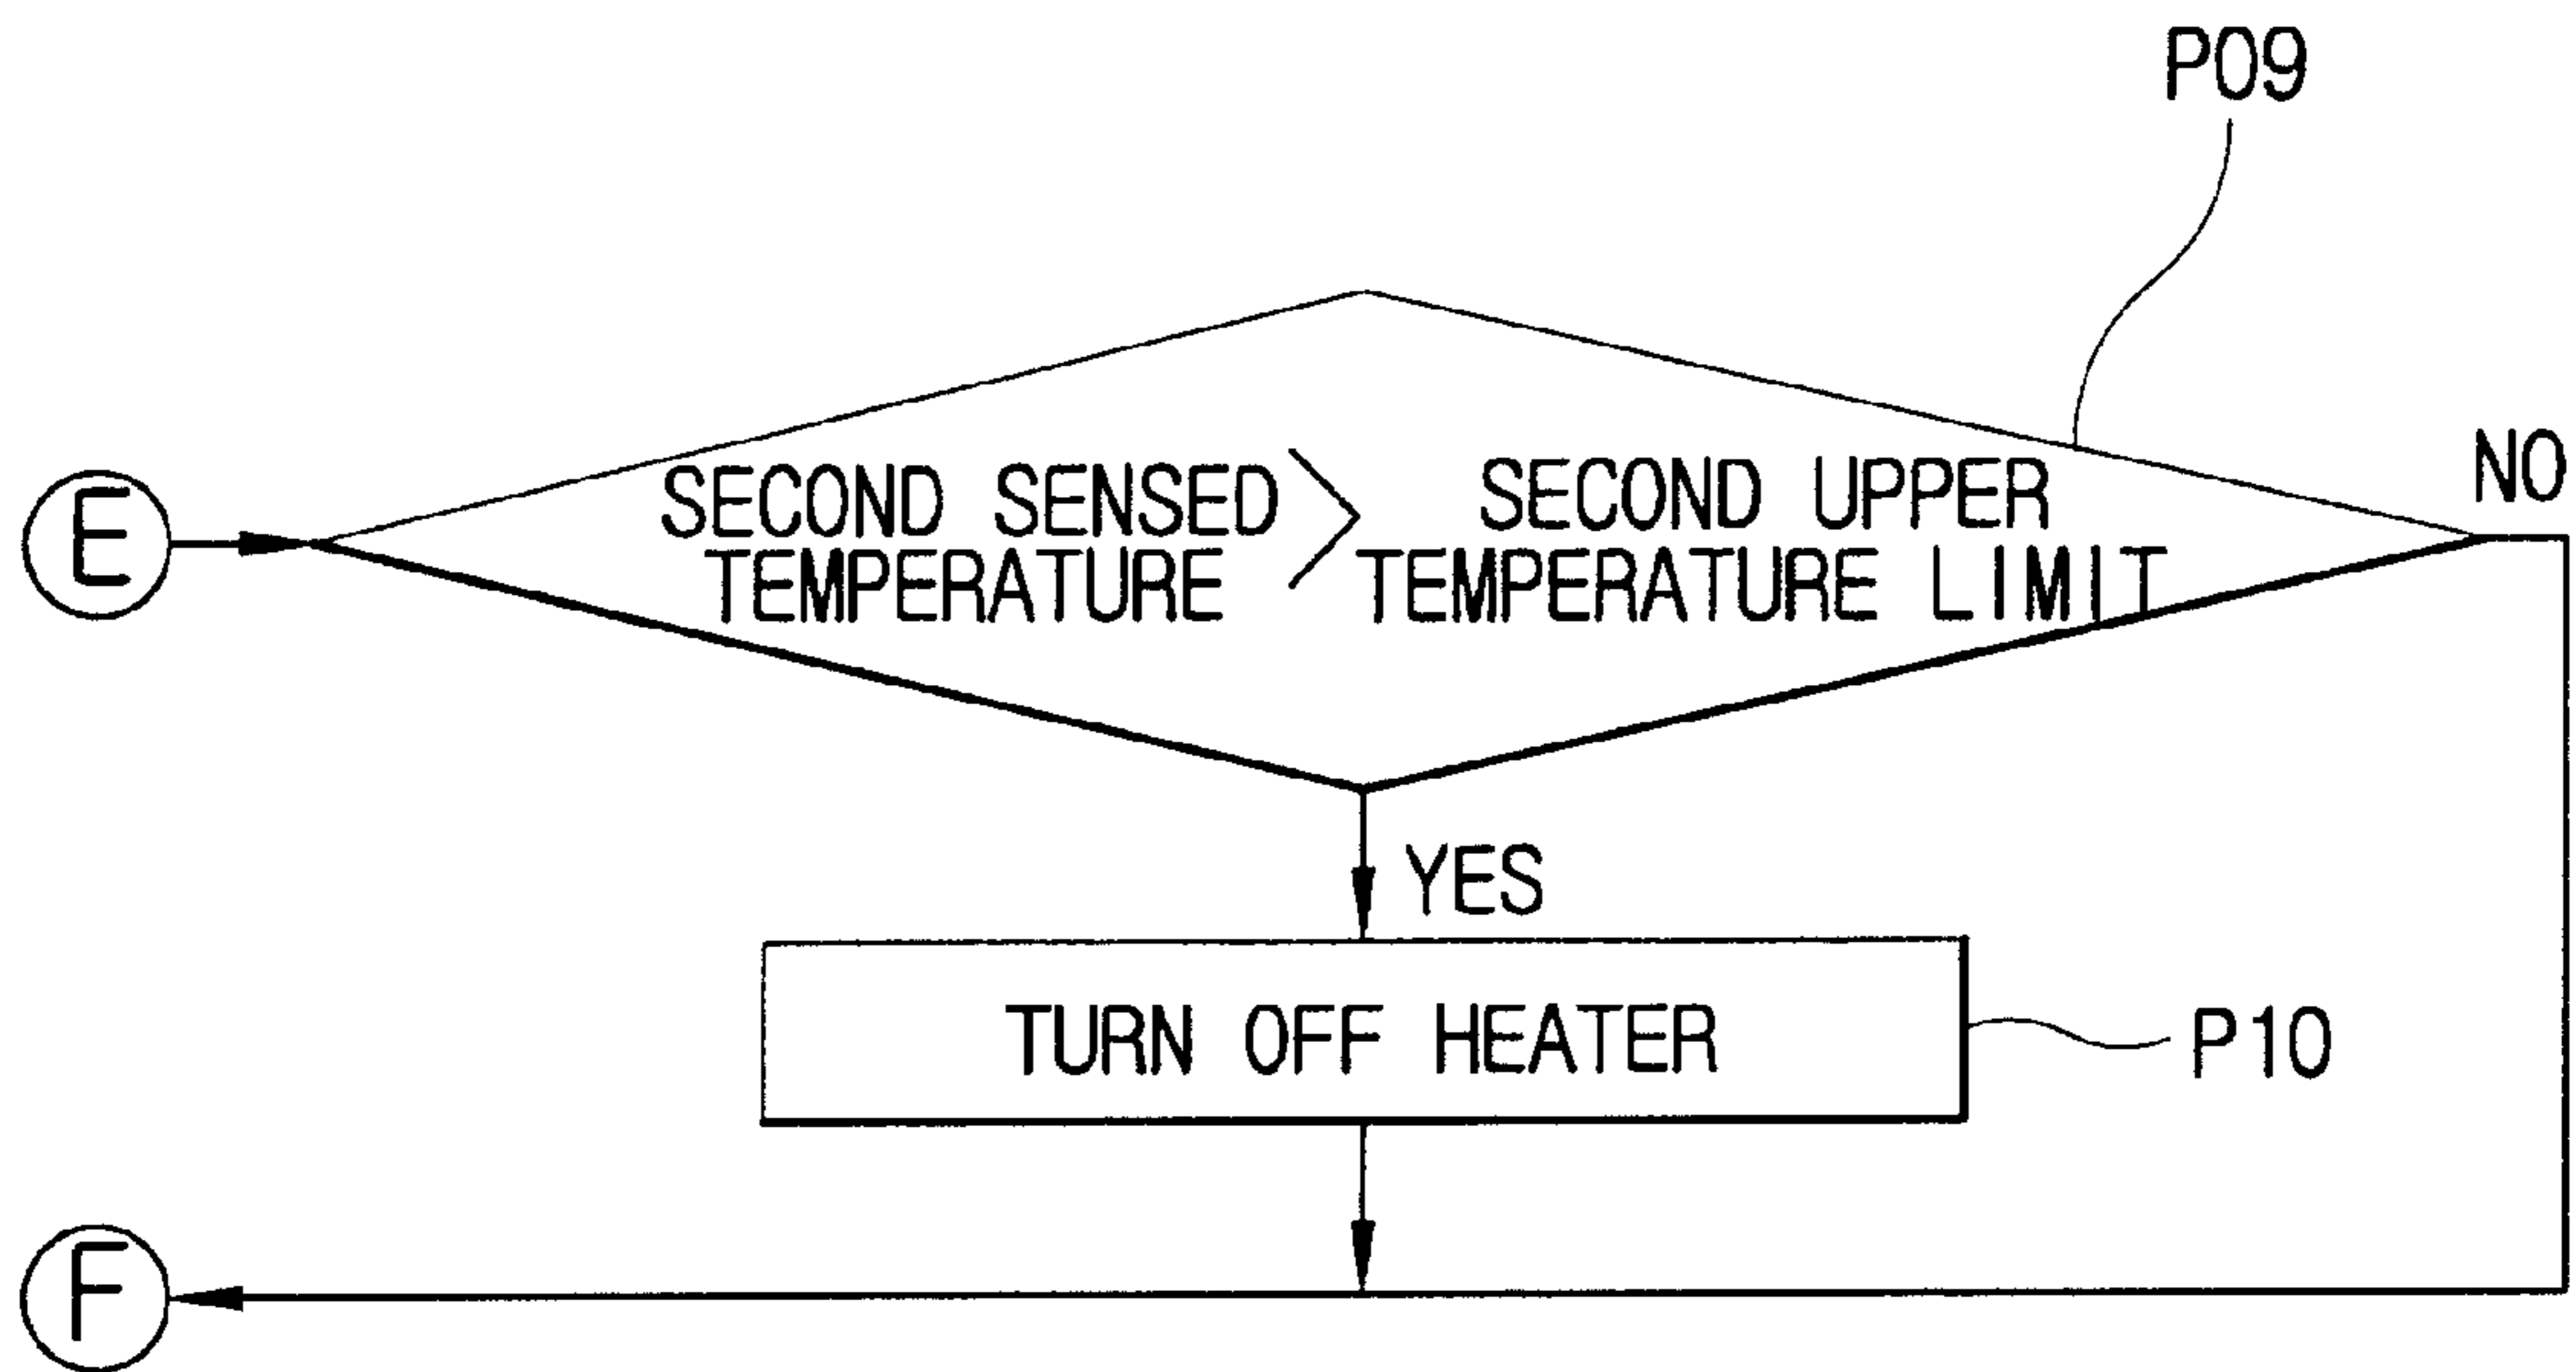 P09
E
SECOND SENSED > SECOND UPPER
TEMPERATURE TEMPERATURE LIMIT
NO
YES
TURN OFF HEATER
P10
F